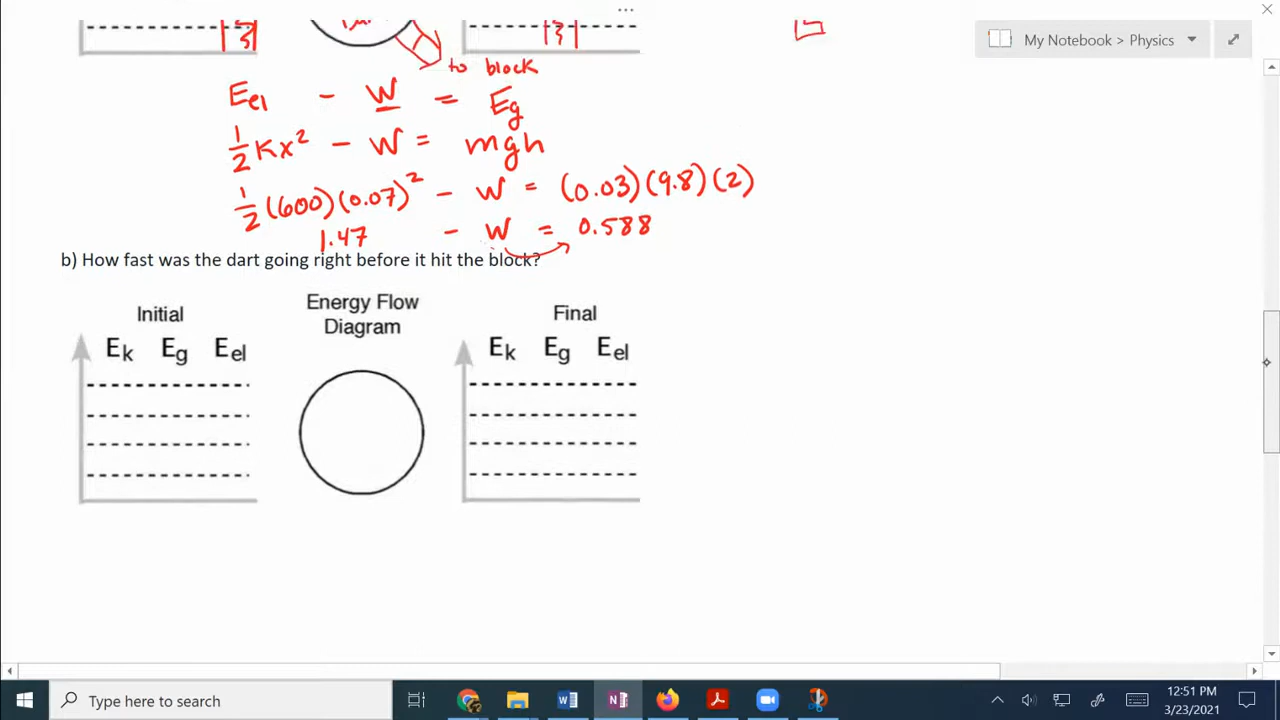 My Notebook > Physics
to block
Eel - W = Eg
½Kx² - W = mgh
½(600)(0.07)² - W = (0.03)(9.8)(2)
1.47 - W = 0.588
b) How fast was the dart going right before it hit the block?
Initial
Energy Flow
Diagram
Final
Ek Eg Eel
Ek Eg Eel
Type here to search
12:51 PM
3/23/2021